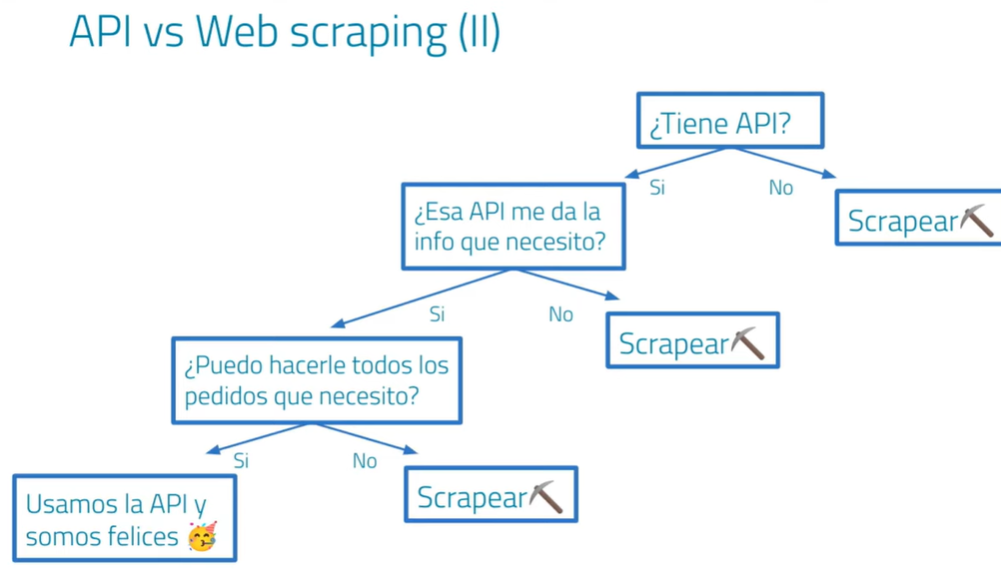 API vs Web scraping (II)
¿Tiene API?
Si
No
Scrapear
¿Esa API me da la
info que necesito?
Si
No
Scrapear
¿Puedo hacerle todos los
pedidos que necesito?
Si
No
Scrapear
Usamos la API y
somos felices 🥳